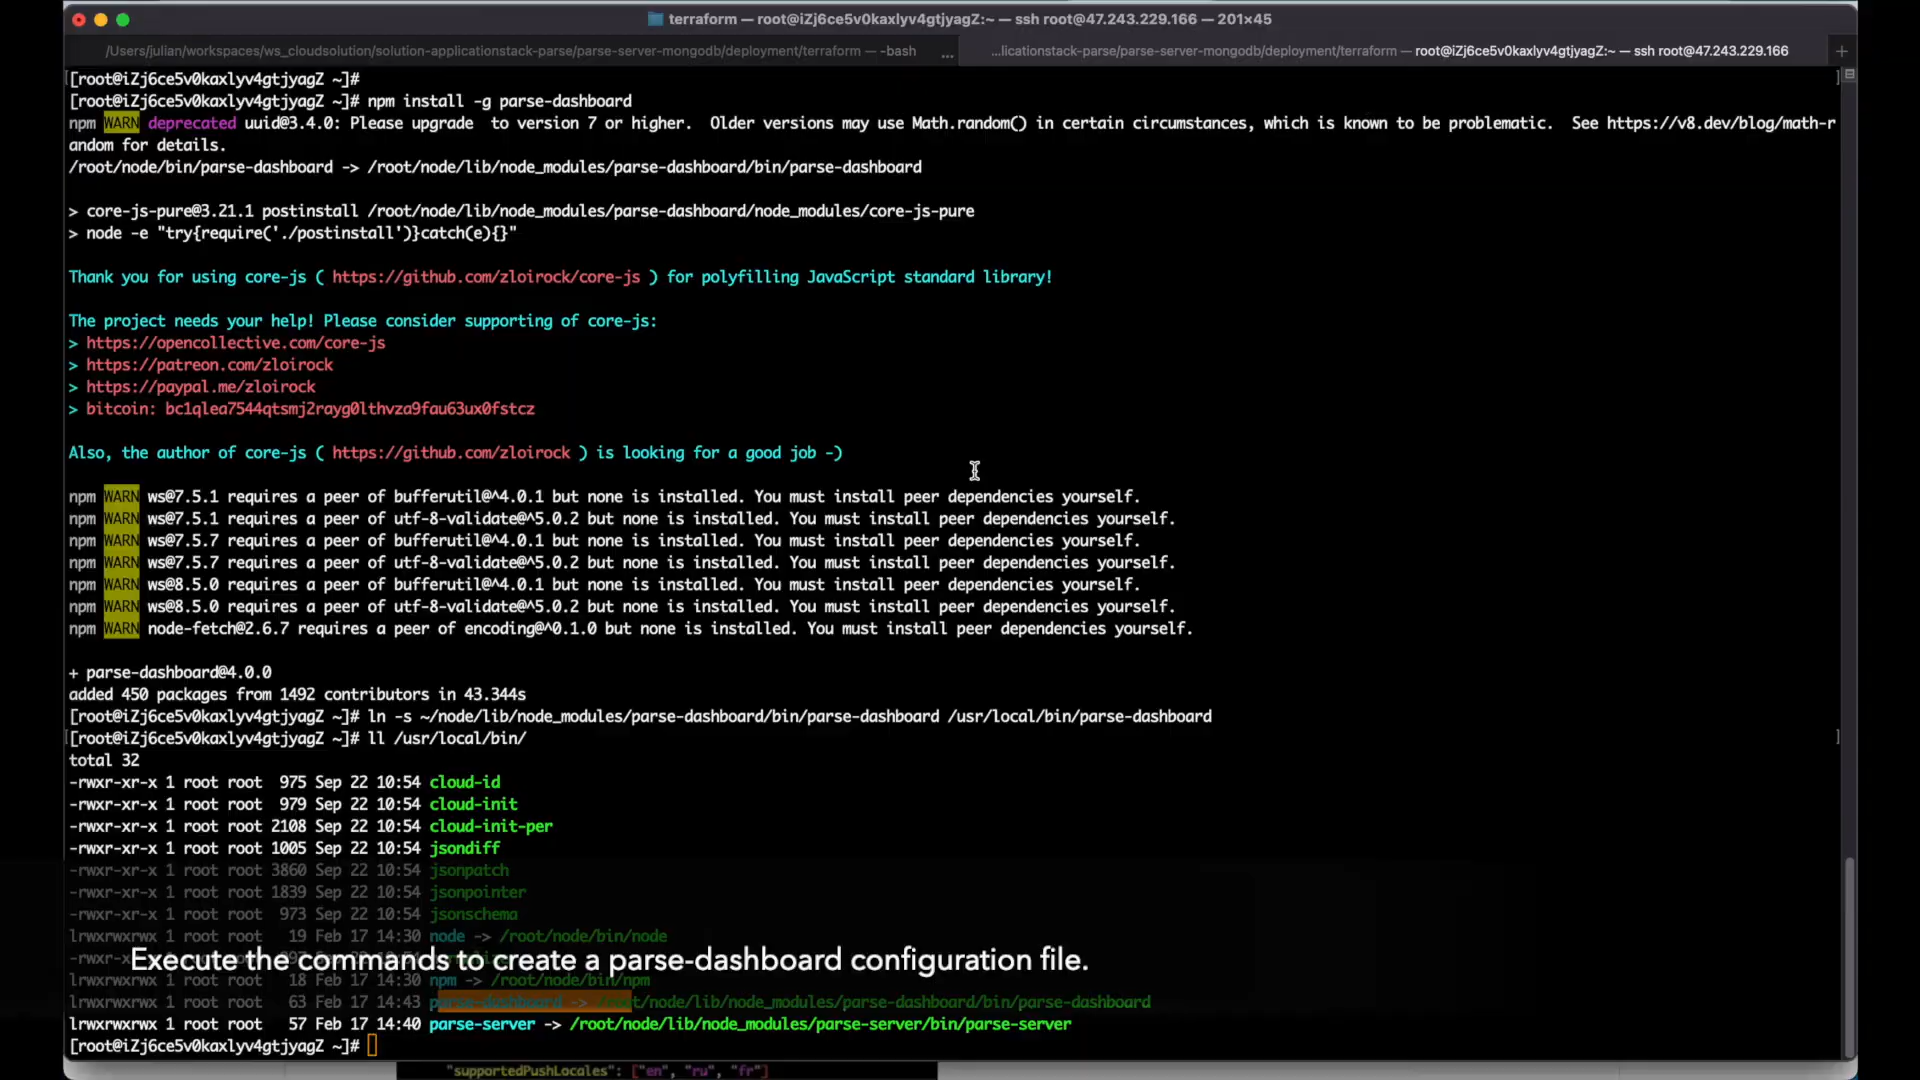 terraform — root@iZj6ce5v0kaxlyv4gtjyagZ:~ — ssh root@47.243.229.166 — 201×45
/Users/julian/workspaces/ws_cloudsolution/solution-applicationstack-parse/parse-server-mongodb/deployment/terraform — -bash ... ...licationstack-parse/parse-server-mongodb/deployment/terraform — root@iZj6ce5v0kaxlyv4gtjyagZ:~ — ssh root@47.243.229.166 +
[root@iZj6ce5v0kaxlyv4gtjyagZ ~]#
[root@iZj6ce5v0kaxlyv4gtjyagZ ~]# npm install -g parse-dashboard
npm WARN deprecated uuid@3.4.0: Please upgrade  to version 7 or higher.  Older versions may use Math.random() in certain circumstances, which is known to be problematic.  See https://v8.dev/blog/math-r
andom for details.
/root/node/bin/parse-dashboard -> /root/node/lib/node_modules/parse-dashboard/bin/parse-dashboard
> core-js-pure@3.21.1 postinstall /root/node/lib/node_modules/parse-dashboard/node_modules/core-js-pure
> node -e "try{require('./postinstall')}catch(e){}"
Thank you for using core-js ( https://github.com/zloirock/core-js ) for polyfilling JavaScript standard library!
The project needs your help! Please consider supporting of core-js:
> https://opencollective.com/core-js
> https://patreon.com/zloirock
> https://paypal.me/zloirock
> bitcoin: bc1qlea7544qtsmj2rayg0lthvza9fau63ux0fstcz
Also, the author of core-js ( https://github.com/zloirock ) is looking for a good job -)
npm WARN ws@7.5.1 requires a peer of bufferutil@^4.0.1 but none is installed. You must install peer dependencies yourself.
npm WARN ws@7.5.1 requires a peer of utf-8-validate@^5.0.2 but none is installed. You must install peer dependencies yourself.
npm WARN ws@7.5.7 requires a peer of bufferutil@^4.0.1 but none is installed. You must install peer dependencies yourself.
npm WARN ws@7.5.7 requires a peer of utf-8-validate@^5.0.2 but none is installed. You must install peer dependencies yourself.
npm WARN ws@8.5.0 requires a peer of bufferutil@^4.0.1 but none is installed. You must install peer dependencies yourself.
npm WARN ws@8.5.0 requires a peer of utf-8-validate@^5.0.2 but none is installed. You must install peer dependencies yourself.
npm WARN node-fetch@2.6.7 requires a peer of encoding@^0.1.0 but none is installed. You must install peer dependencies yourself.
+ parse-dashboard@4.0.0
added 450 packages from 1492 contributors in 43.344s
[root@iZj6ce5v0kaxlyv4gtjyagZ ~]# ln -s ~/node/lib/node_modules/parse-dashboard/bin/parse-dashboard /usr/local/bin/parse-dashboard
[root@iZj6ce5v0kaxlyv4gtjyagZ ~]# ll /usr/local/bin/
total 32
-rwxr-xr-x 1 root root  975 Sep 22 10:54 cloud-id
-rwxr-xr-x 1 root root  979 Sep 22 10:54 cloud-init
-rwxr-xr-x 1 root root 2108 Sep 22 10:54 cloud-init-per
-rwxr-xr-x 1 root root 1005 Sep 22 10:54 jsondiff
-rwxr-xr-x 1 root root 3860 Sep 22 10:54 jsonpatch
-rwxr-xr-x 1 root root 1839 Sep 22 10:54 jsonpointer
-rwxr-xr-x 1 root root  973 Sep 22 10:54 jsonschema
lrwxrwxrwx 1 root root   19 Feb 17 14:30 node -> /root/node/bin/node
Execute the commands to create a parse-dashboard configuration file.
lrwxrwxrwx 1 root root   18 Feb 17 14:30 npm -> /root/node/bin/npm
lrwxrwxrwx 1 root root   63 Feb 17 14:43 parse-dashboard -> /root/node/lib/node_modules/parse-dashboard/bin/parse-dashboard
lrwxrwxrwx 1 root root   57 Feb 17 14:40 parse-server -> /root/node/lib/node_modules/parse-server/bin/parse-server
[root@iZj6ce5v0kaxlyv4gtjyagZ ~]#
"supportedPushLocales": ["en", "ru", "fr"]